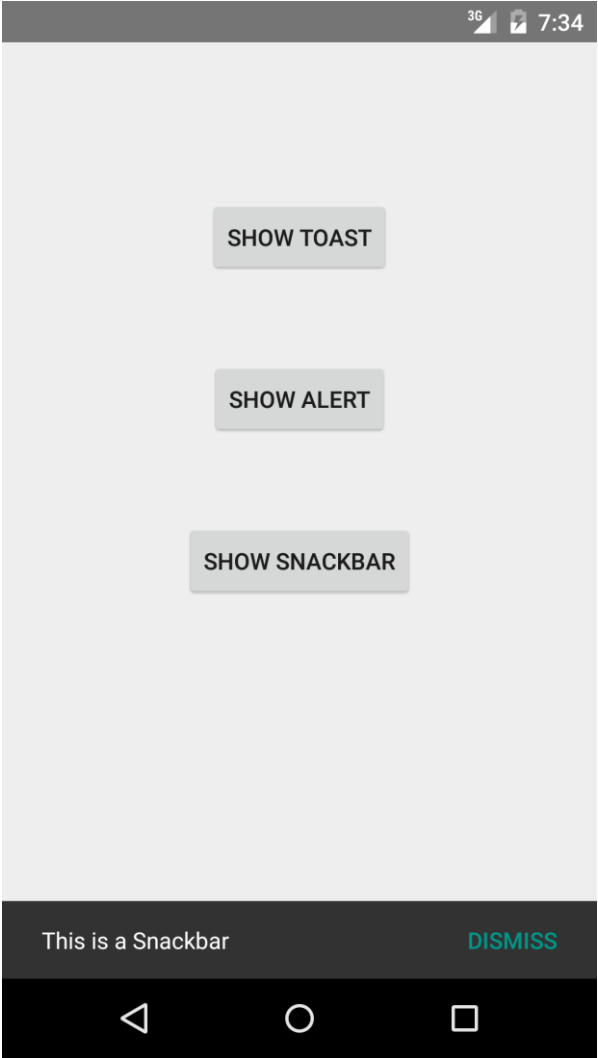 3G 7:34
SHOW TOAST
SHOW ALERT
SHOW SNACKBAR
This is a Snackbar DISMISS